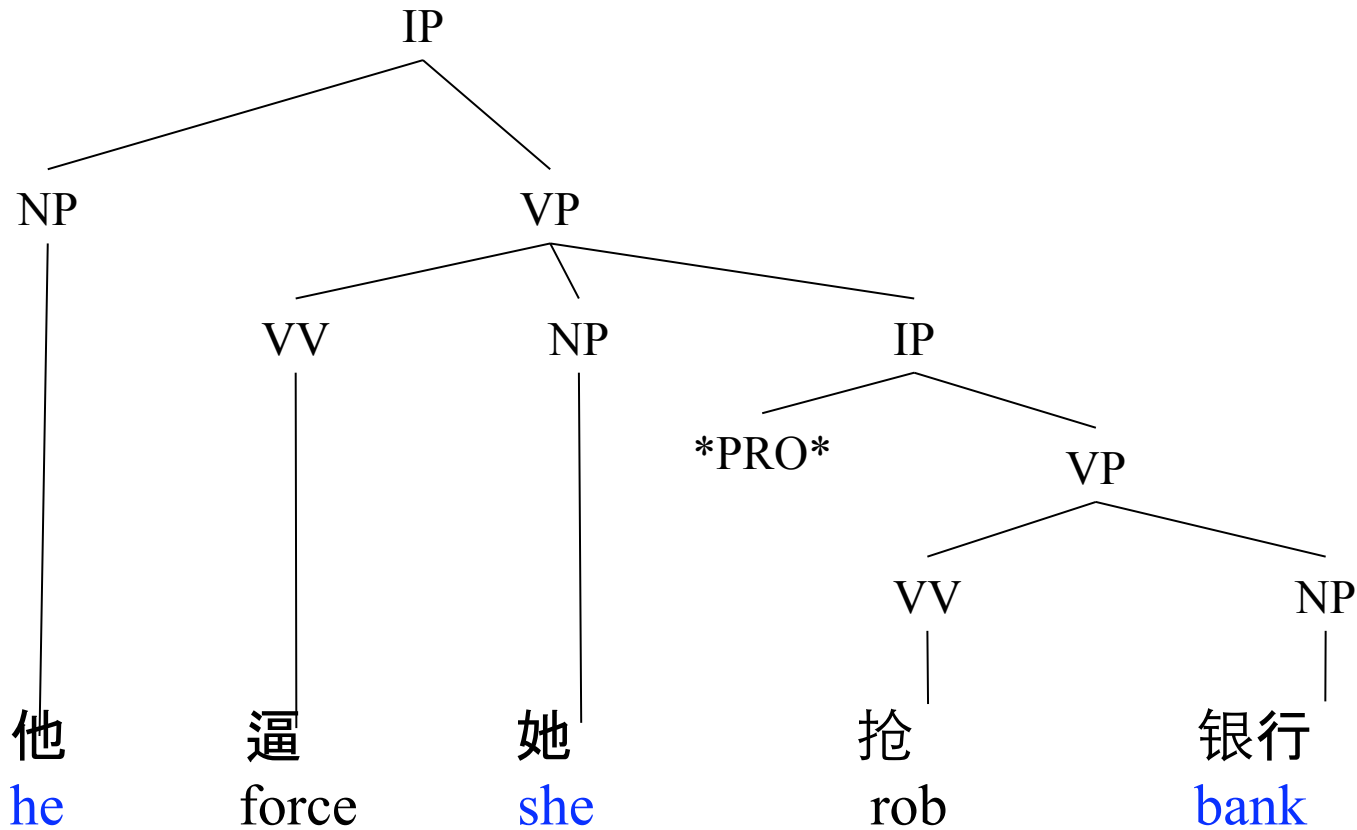 IP
NP VP
VV NP IP
*PRO* VP
VV NP
他 逼 她 抢 银行
he force she rob bank